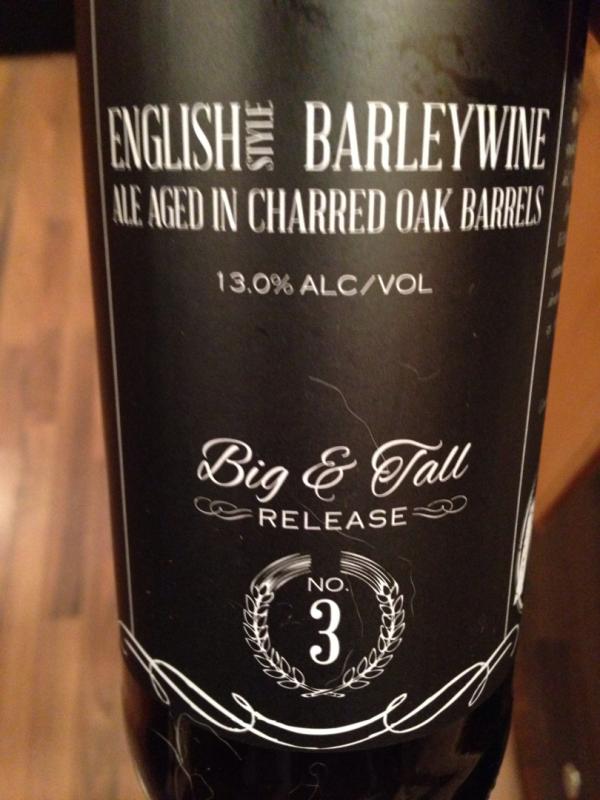 ENGLISH STYLE BARLEYWINE
ALE AGED IN CHARRED OAK BARRELS
13.0% ALC/VOL
Big & Tall
RELEASE
NO.
3